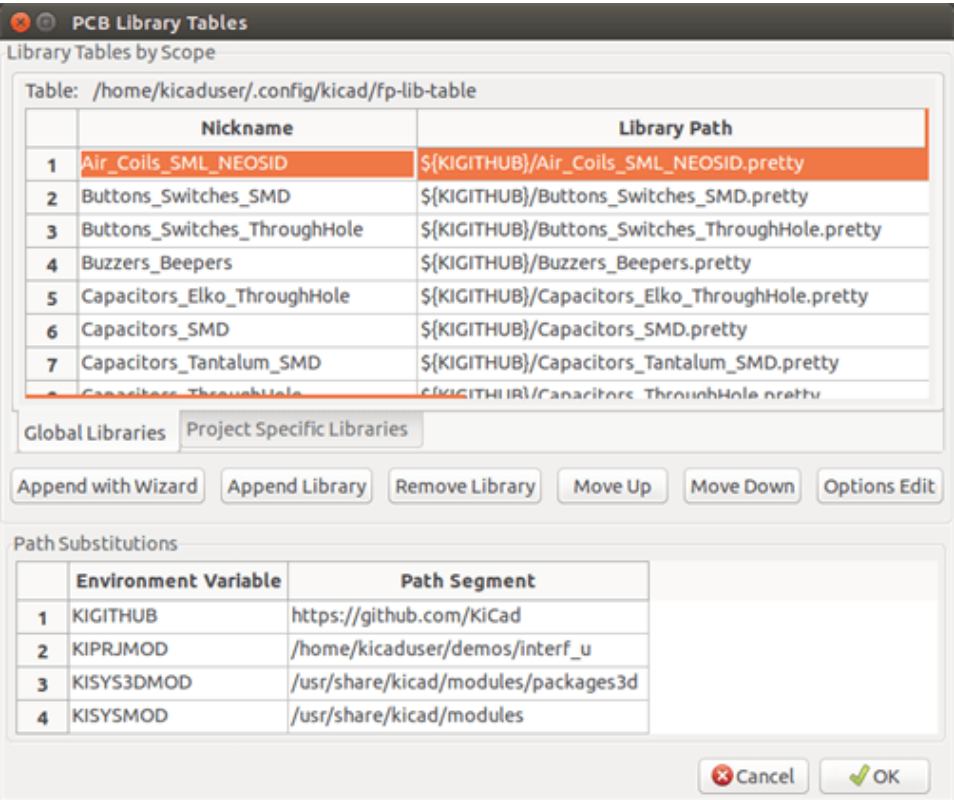 PCB Library Tables
Library Tables by Scope
Table: /home/kicaduser/.config/kicad/fp-lib-table
Nickname Library Path
1 Air_Coils_SML_NEOSID ${KIGITHUB}/Air_Coils_SML_NEOSID.pretty
2 Buttons_Switches_SMD ${KIGITHUB}/Buttons_Switches_SMD.pretty
3 Buttons_Switches_ThroughHole ${KIGITHUB}/Buttons_Switches_ThroughHole.pretty
4 Buzzers_Beepers ${KIGITHUB}/Buzzers_Beepers.pretty
5 Capacitors_Elko_ThroughHole ${KIGITHUB}/Capacitors_Elko_ThroughHole.pretty
6 Capacitors_SMD ${KIGITHUB}/Capacitors_SMD.pretty
7 Capacitors_Tantalum_SMD ${KIGITHUB}/Capacitors_Tantalum_SMD.pretty
8 Capacitors_ThroughHole ${KIGITHUB}/Capacitors_ThroughHole.pretty
Global Libraries Project Specific Libraries
Append with Wizard Append Library Remove Library Move Up Move Down Options Edit
Path Substitutions
Environment Variable Path Segment
1 KIGITHUB https://github.com/KiCad
2 KIPRJMOD /home/kicaduser/demos/interf_u
3 KISYS3DMOD /usr/share/kicad/modules/packages3d
4 KISYSMOD /usr/share/kicad/modules
Cancel OK